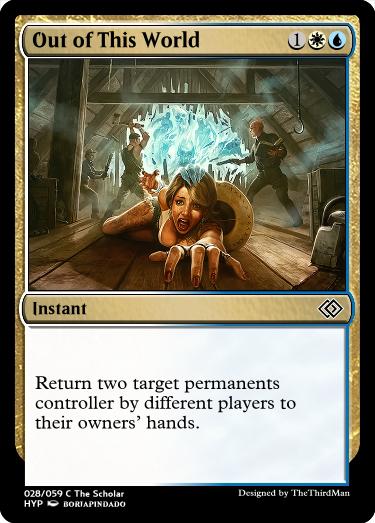 Out of This World 1
Instant
Return two target permanents
controller by different players to
their owners' hands.
028/059 C The Scholar
HYP BORJAPINDADO
Designed by TheThirdMan